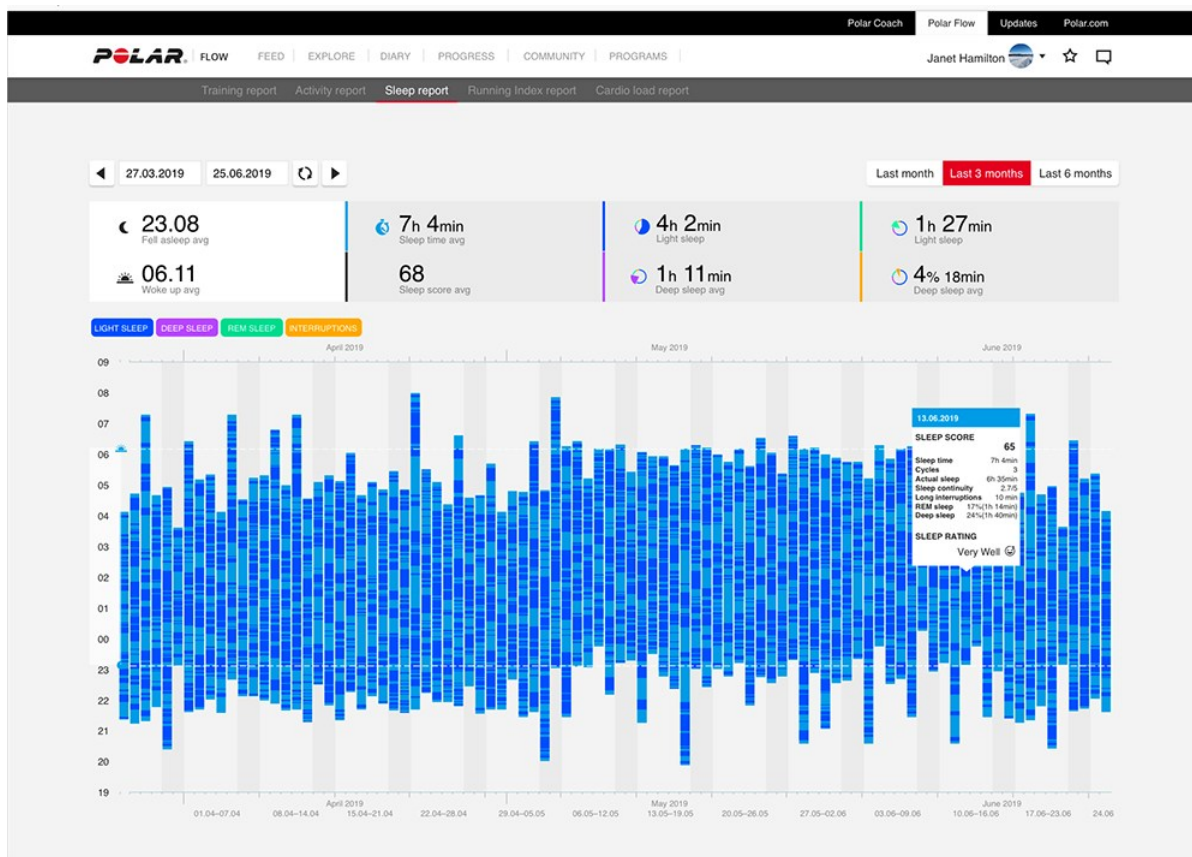 Polar Coach Polar Flow Updates Polar.com
POLAR. FLOW FEED EXPLORE DIARY PROGRESS COMMUNITY PROGRAMS Janet Hamilton
Training report Activity report Sleep report Running Index report Cardio load report
27.03.2019 25.06.2019 Last month Last 3 months Last 6 months
23.08 7h 4min 4h 2min 1h 27min
Fell asleep avg Sleep time avg Light sleep Light sleep
06.11 68 1h 11min 4% 18min
Woke up avg Sleep score avg Deep sleep avg Deep sleep avg
LIGHT SLEEP DEEP SLEEP REM SLEEP INTERRUPTIONS
April 2019 May 2019 June 2019
09
08
07
06
05
04
03
02
01
00
23
22
21
20
19
13.06.2019
SLEEP SCORE
65
Sleep time 7h 4min
Cycles 3
Actual sleep 6h 35min
Sleep continuity 2.7/5
Long interruptions 10 min
REM sleep 17%(1h 14min)
Deep sleep 24%(1h 40min)
SLEEP RATING
Very Well
April 2019 May 2019 June 2019
01.04–07.04 08.04–14.04 15.04–21.04 22.04–28.04 29.04–05.05 06.05–12.05 13.05–19.05 20.05–26.05 27.05–02.06 03.06–09.06 10.06–16.06 17.06–23.06 24.06